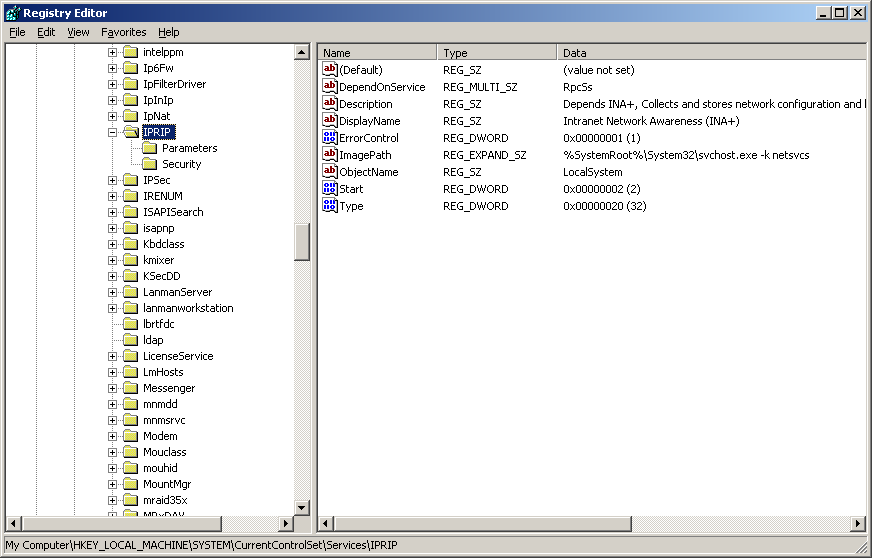 Registry Editor
File Edit View Favorites Help
intelppm
Ip6Fw
IpFilterDriver
IpInIp
IpNat
IPRIP
Parameters
Security
IPSec
IRENUM
ISAPISearch
isapnp
Kbdclass
kmixer
KSecDD
LanmanServer
lanmanworkstation
lbrtfdc
ldap
LicenseService
LmHosts
Messenger
mnmdd
mnmsrvc
Modem
Mouclass
mouhid
MountMgr
mraid35x
MRxDAV
Name Type Data
(Default) REG_SZ (value not set)
DependOnService REG_MULTI_SZ RpcSs
Description REG_SZ Depends INA+, Collects and stores network configuration and
DisplayName REG_SZ Intranet Network Awareness (INA+)
ErrorControl REG_DWORD 0x00000001 (1)
ImagePath REG_EXPAND_SZ %SystemRoot%\System32\svchost.exe -k netsvcs
ObjectName REG_SZ LocalSystem
Start REG_DWORD 0x00000002 (2)
Type REG_DWORD 0x00000020 (32)
My Computer\HKEY_LOCAL_MACHINE\SYSTEM\CurrentControlSet\Services\IPRIP